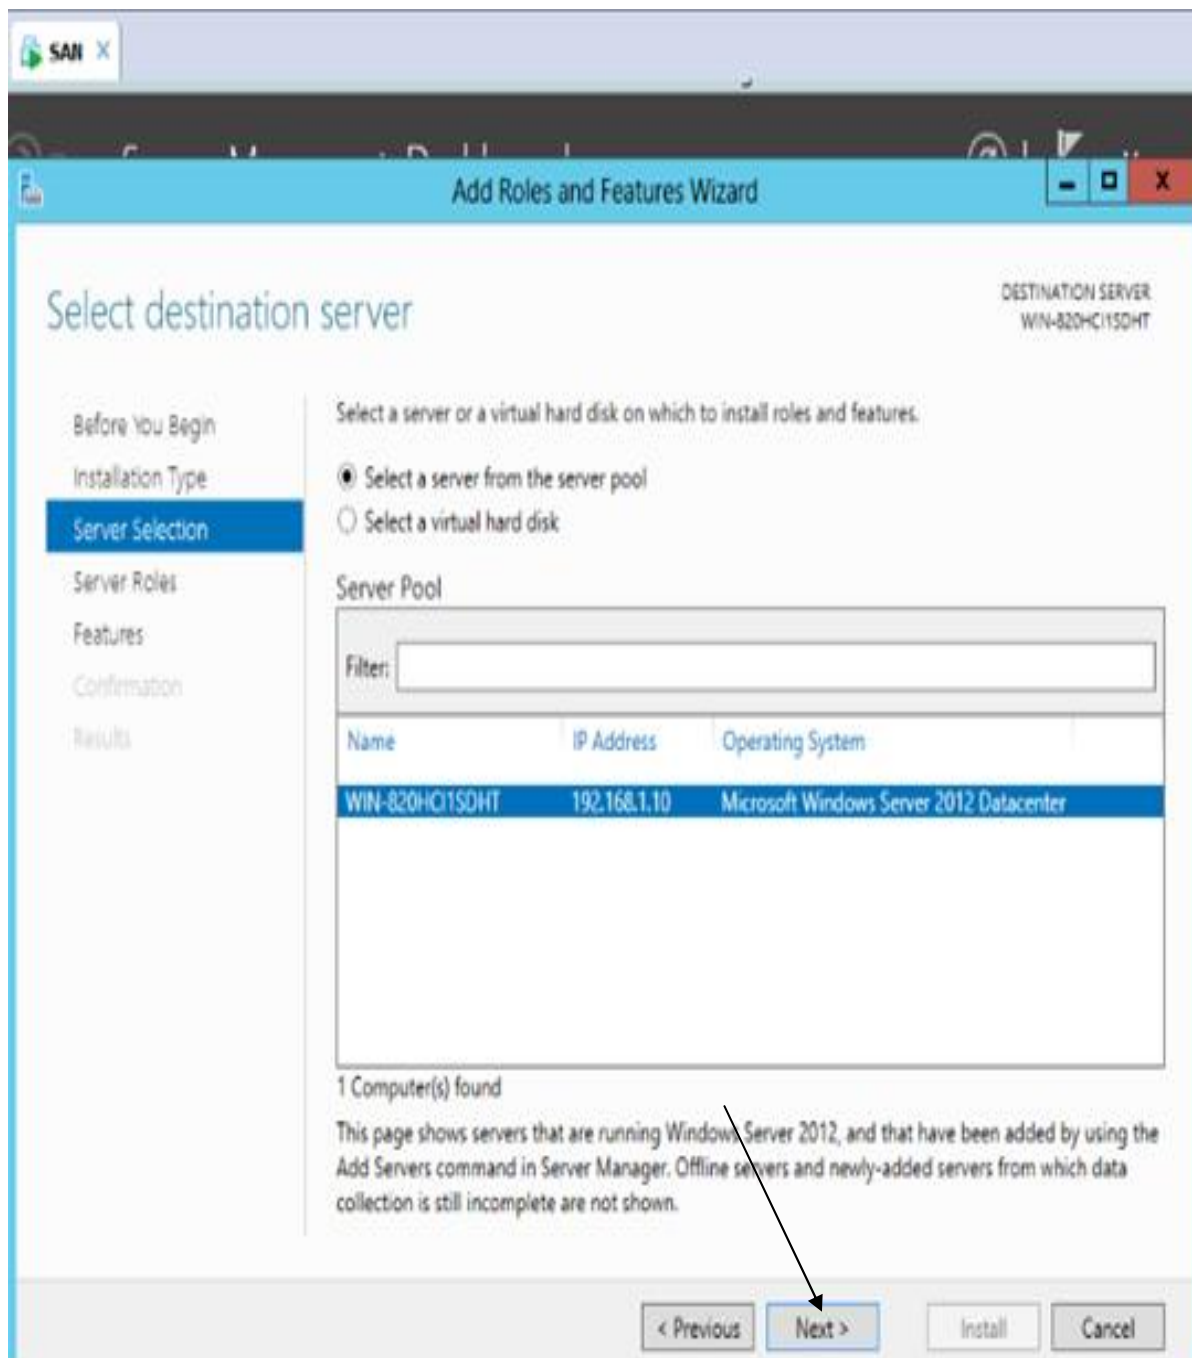 SAN
Add Roles and Features Wizard
Select destination server
DESTINATION SERVER
WIN-820HCI1SDHT
Before You Begin
Installation Type
Server Selection
Server Roles
Features
Confirmation
Results
Select a server or a virtual hard disk on which to install roles and features.
Select a server from the server pool
Select a virtual hard disk
Server Pool
Filter:
Name IP Address Operating System
WIN-820HCI1SDHT 192.168.1.10 Microsoft Windows Server 2012 Datacenter
1 Computer(s) found
This page shows servers that are running Windows Server 2012, and that have been added by using the
Add Servers command in Server Manager. Offline servers and newly-added servers from which data
collection is still incomplete are not shown.
< Previous Next > Install Cancel